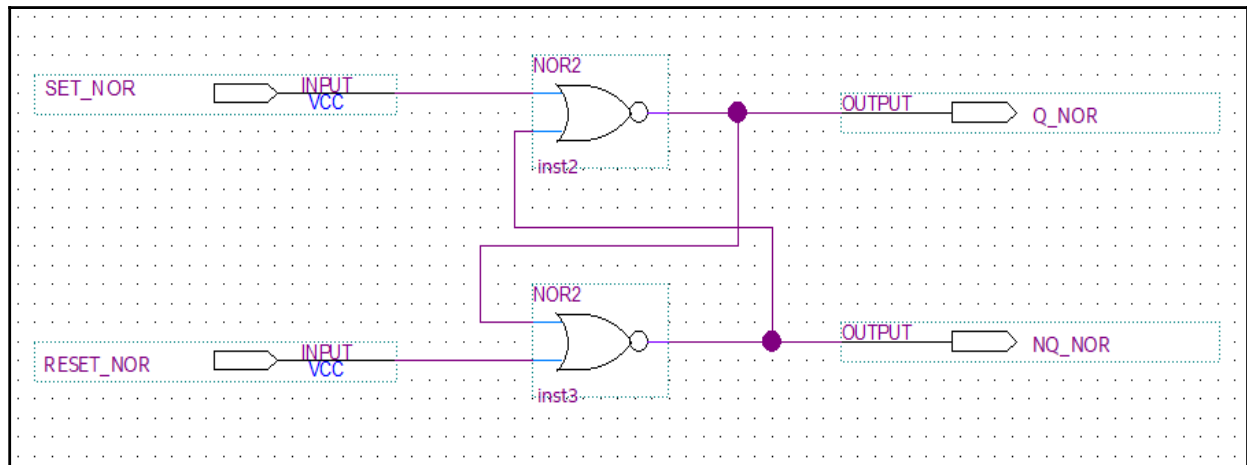 NOR2
SET_NOR
INPUT
VCC
OUTPUT
Q_NOR
inst2
NOR2
RESET_NOR
INPUT
VCC
OUTPUT
NQ_NOR
inst3